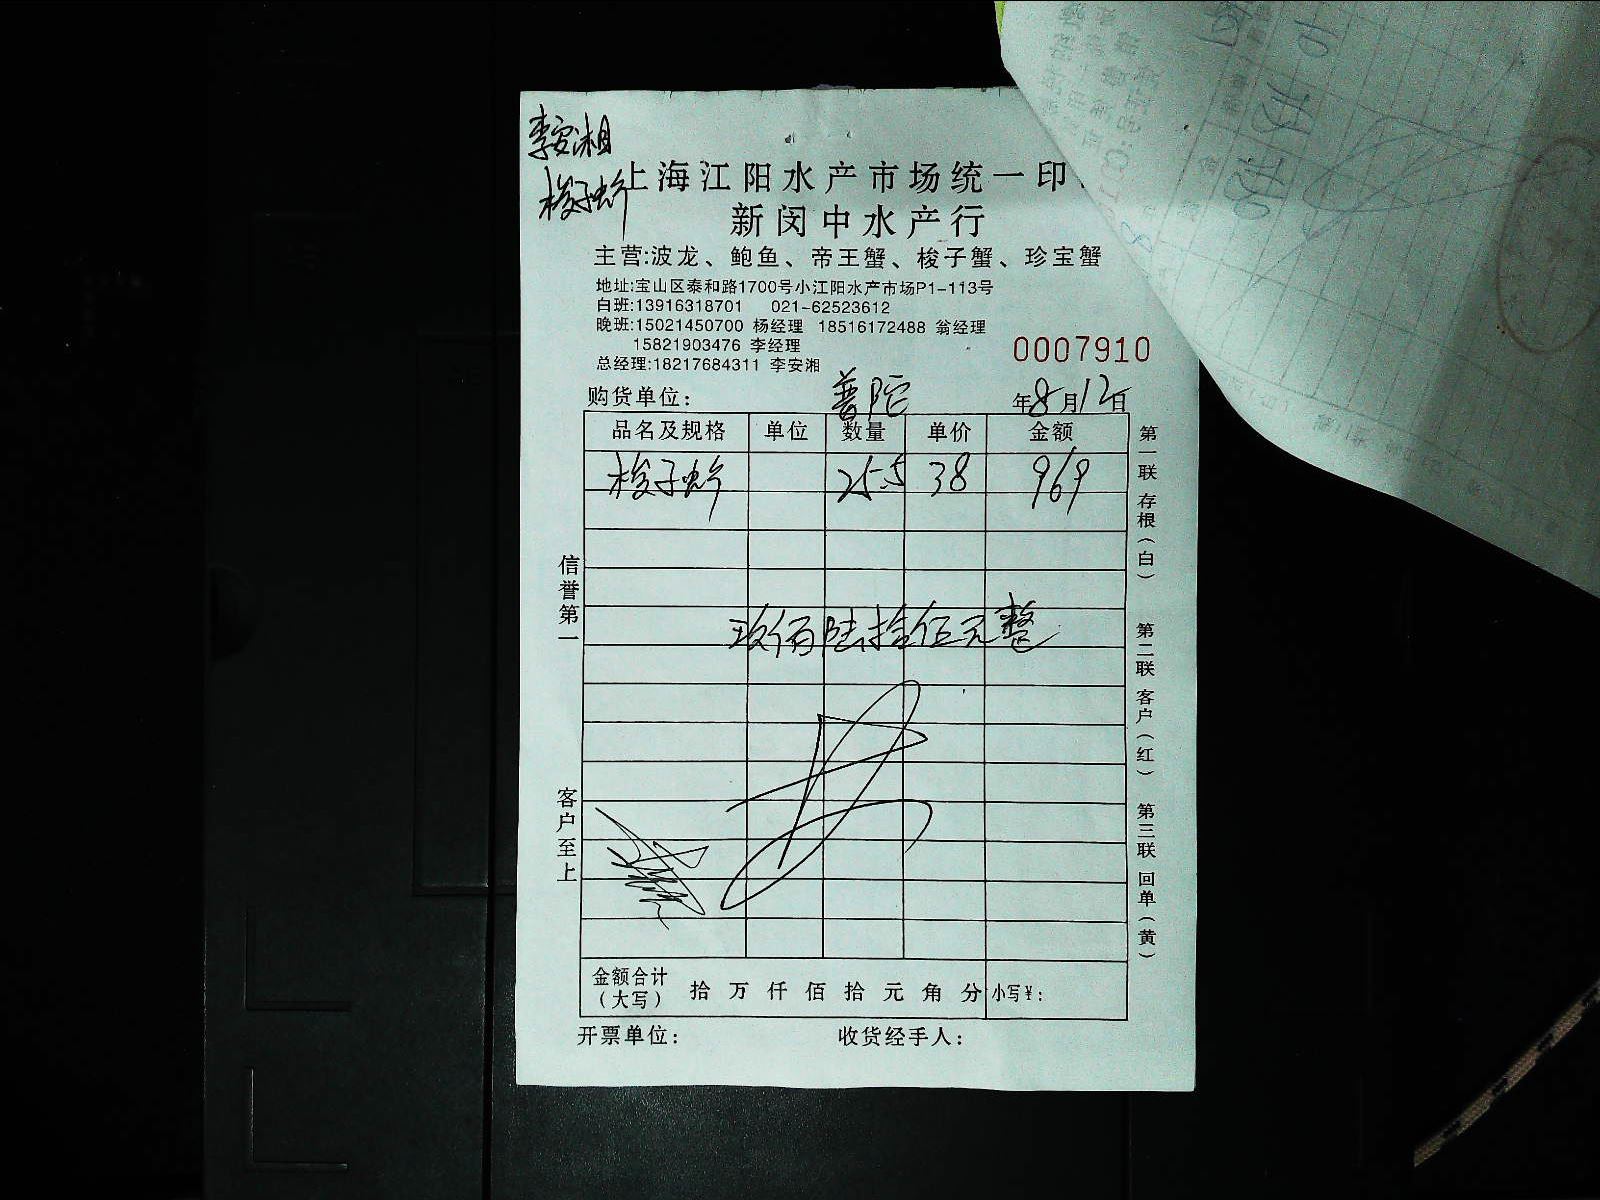 李安湘
梭子蟹
上海江阳水产市场统一印
新闵中水产行
主营:波龙、鲍鱼、帝王蟹、梭子蟹、珍宝蟹
地址:宝山区泰和路1700号小江阳水产市场P1-113号
白班:13916318701 021-62523612
晚班:15021450700 杨经理 18516172488 翁经理
15821903476 李经理
总经理:18217684311 李安湘
0007910
购货单位: 普陀 年8月12日
品名及规格 单位 数量 单价 金额
梭子蟹 25.5 38 969
玖佰陆拾伍元整
信誉第一
客户至上
第一联 存根(白)
第二联 客户(红)
第三联 回单(黄)
金额合计
(大写)
拾 万 仟 佰 拾 元 角 分 小写¥:
开票单位: 收货经手人: